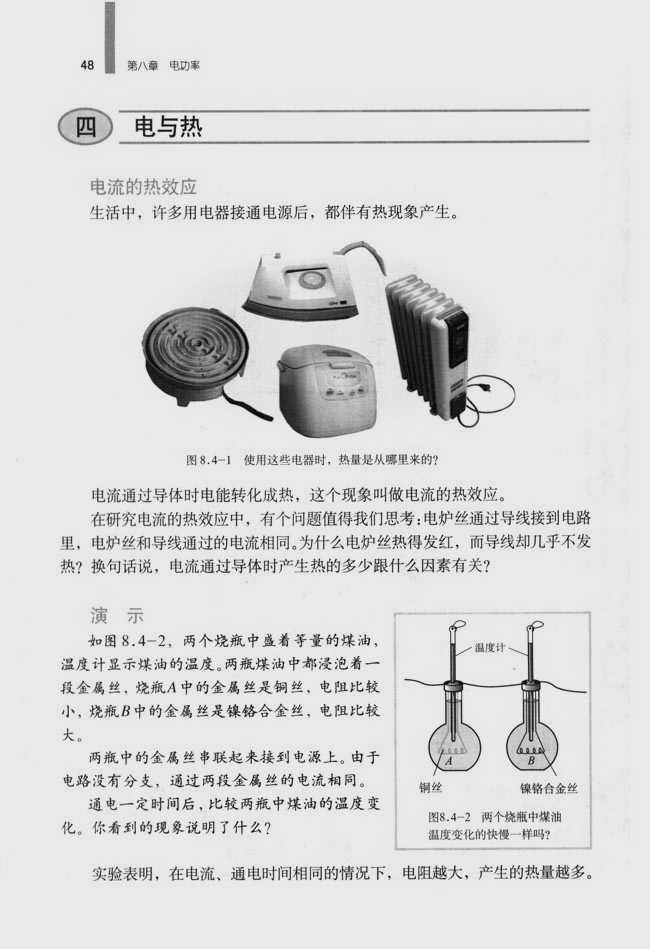 48 第八章 电功率
四 电与热
电流的热效应
生活中，许多用电器接通电源后，都伴有热现象产生。
图8.4-1 使用这些电器时，热量是从哪里来的？
电流通过导体时电能转化成热，这个现象叫做电流的热效应。
在研究电流的热效应中，有个问题值得我们思考：电炉丝通过导线接到电路
里，电炉丝和导线通过的电流相同。为什么电炉丝热得发红，而导线却几乎不发
热？换句话说，电流通过导体时产生热的多少跟什么因素有关？
演 示
如图8.4-2，两个烧瓶中盛着等量的煤油，
温度计显示煤油的温度。两瓶煤油中都浸泡着一
段金属丝，烧瓶A中的金属丝是铜丝，电阻比较
小，烧瓶B中的金属丝是镍铬合金丝，电阻比较
大。
两瓶中的金属丝串联起来接到电源上。由于
电路没有分支，通过两段金属丝的电流相同。
通电一定时间后，比较两瓶中煤油的温度变
化。你看到的现象说明了什么？
温度计
A
B
铜丝
镍铬合金丝
图8.4-2 两个烧瓶中煤油
温度变化的快慢一样吗？
实验表明，在电流、通电时间相同的情况下，电阻越大，产生的热量越多。